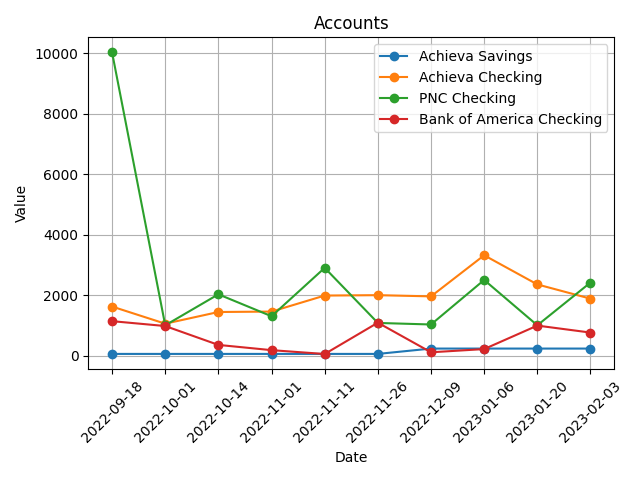 Accounts
10000
8000
6000
4000
2000
0
Value
Achieva Savings
Achieva Checking
PNC Checking
Bank of America Checking
2022-09-18
2022-10-01
2022-10-14
2022-11-01
2022-11-11
2022-11-26
2022-12-09
2023-01-06
2023-01-20
2023-02-03
Date